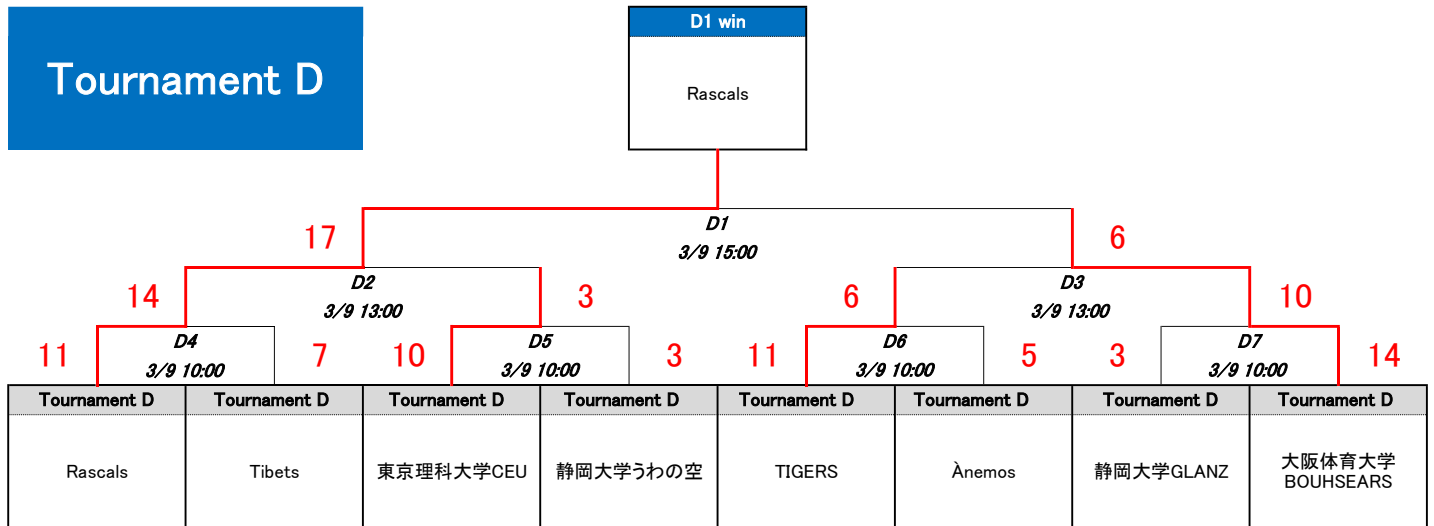 D1 win
Tournament D
Rascals
D1
17
6
3/9 15:00
D2
D3
14
3
6
10
3/9 13:00
3/9 13:00
D4
D5
D6
D7
11
7
10
3
11
5
3
14
3/9 10:00
3/9 10:00
3/9 10:00
3/9 10:00
Tournament D
Tournament D
Tournament D
Tournament D
Tournament D
Tournament D
Tournament D
Tournament D
Rascals
Tibets
東京理科大学CEU
静岡大学うわの空
TIGERS
Ànemos
静岡大学GLANZ
大阪体育大学
BOUHSEARS